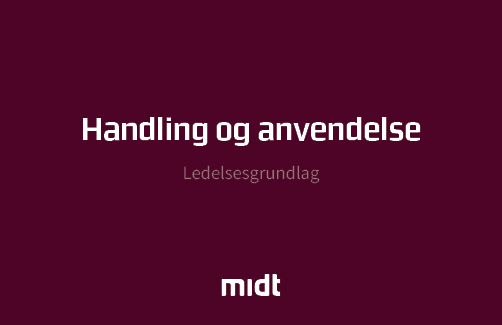 Handling og anvendelse
Ledelsesgrundlag
midt